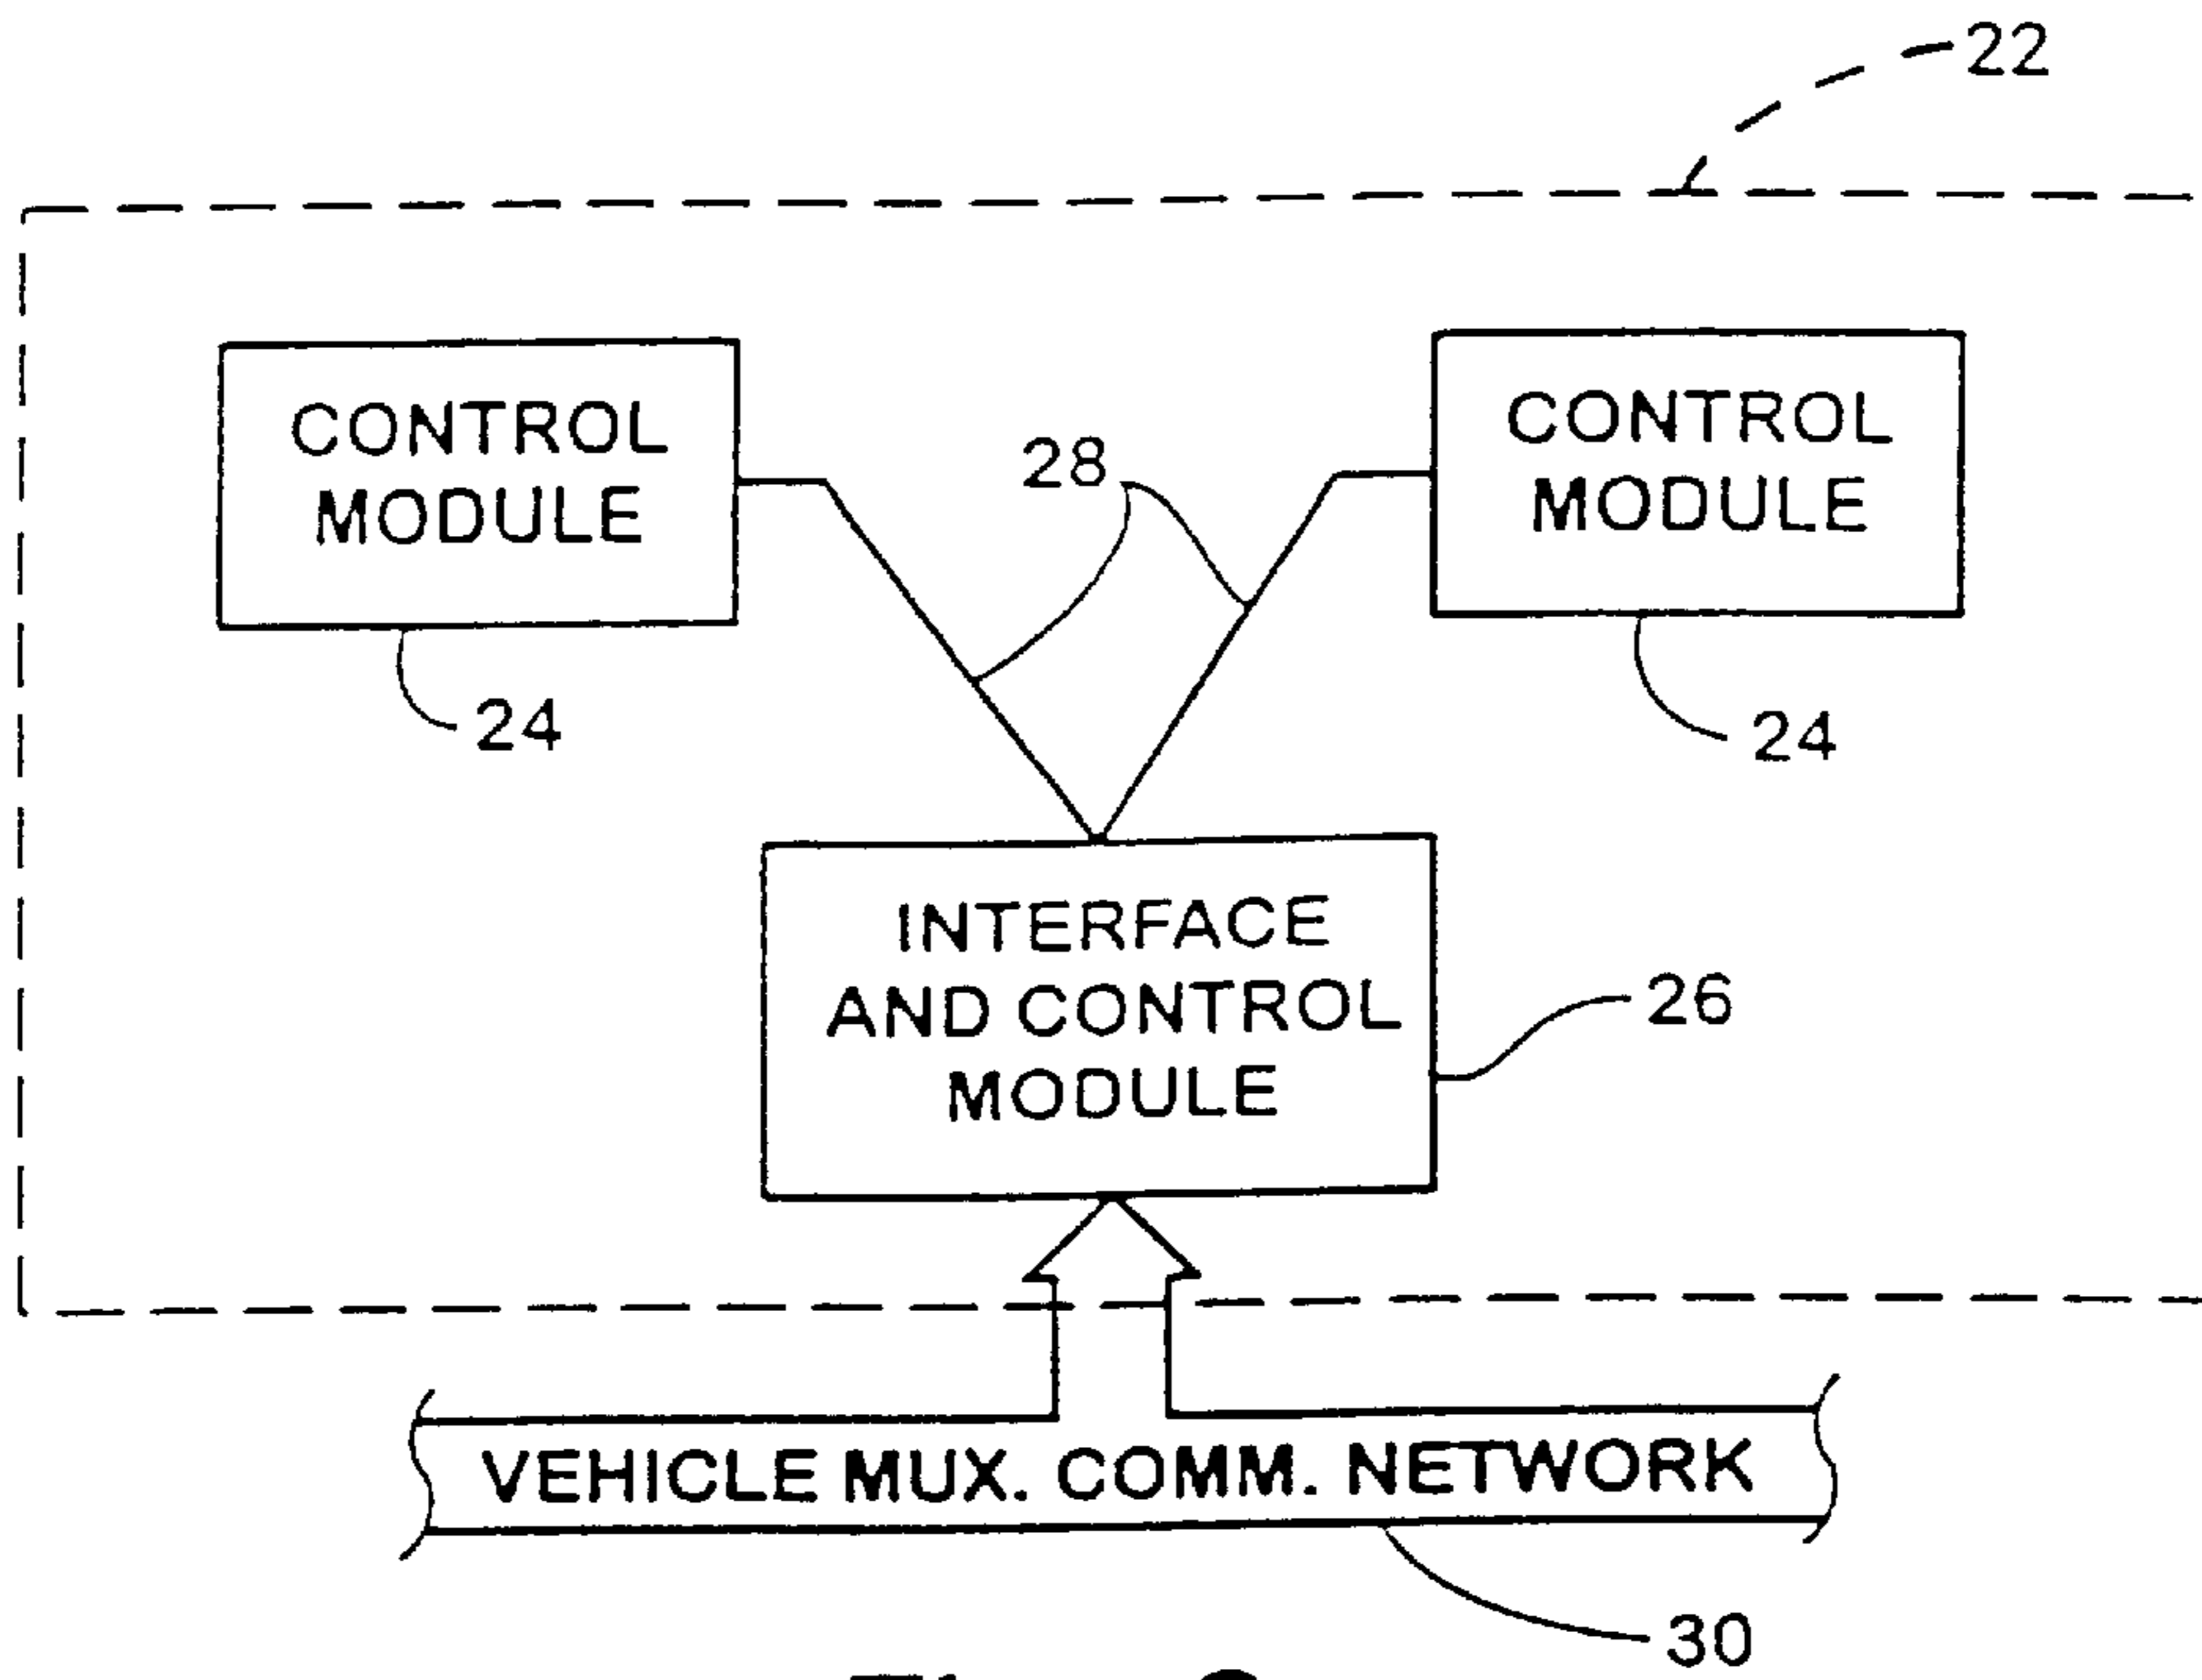 22
CONTROL
MODULE
CONTROL
MODULE
28
24
24
INTERFACE
AND CONTROL
MODULE
26
VEHICLE MUX. COMM. NETWORK
30